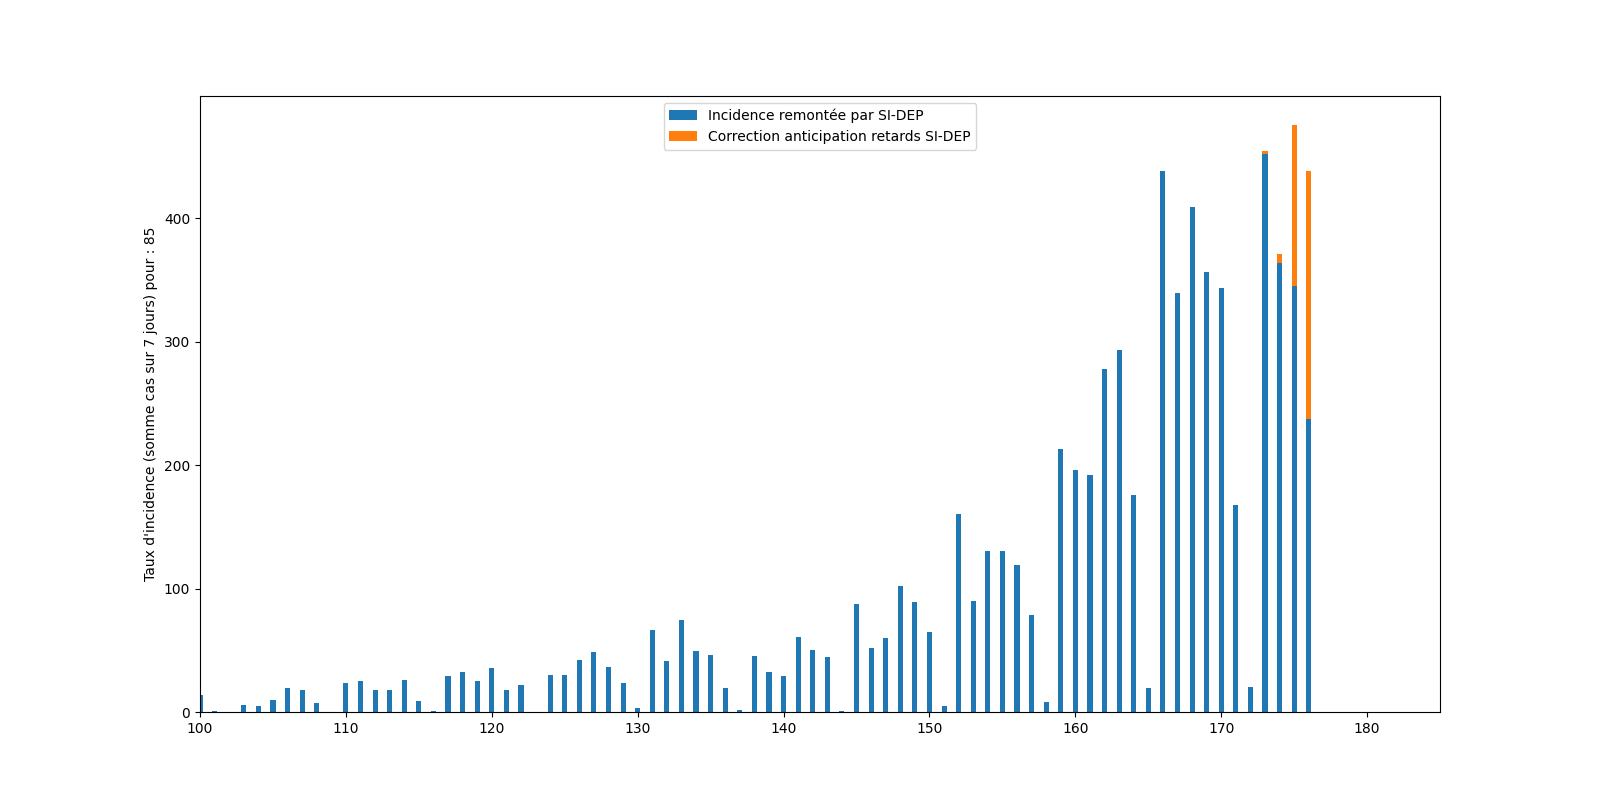 Incidence remontée par SI-DEP
Correction anticipation retards SI-DEP
Taux d'incidence (somme cas sur 7 jours) pour : 85
400
300
200
100
0
100 110 120 130 140 150 160 170 180